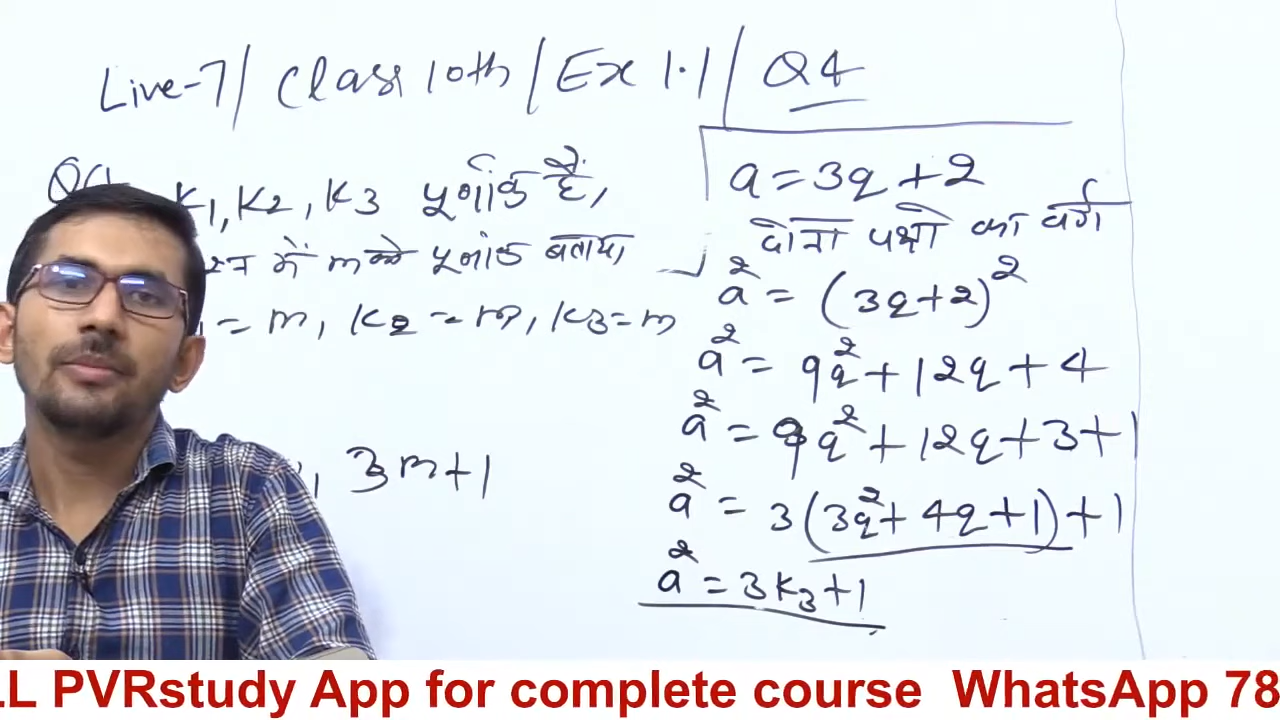 Live-7/ Class 10th / Ex 1.1 / Q4
K1, K2, K3 पूर्णांक है,
में m को पूर्णांक बताया
= m, K2 = m, K3 = m
, 3m+1
a = 3q + 2
दोनों पक्षों का वर्ग
a² = (3q+2)²
a² = 9q² + 12q + 4
a² = 9q² + 12q + 3 + 1
a² = 3(3q² + 4q + 1) + 1
a² = 3K3 + 1
LL PVRstudy App for complete course WhatsApp 78